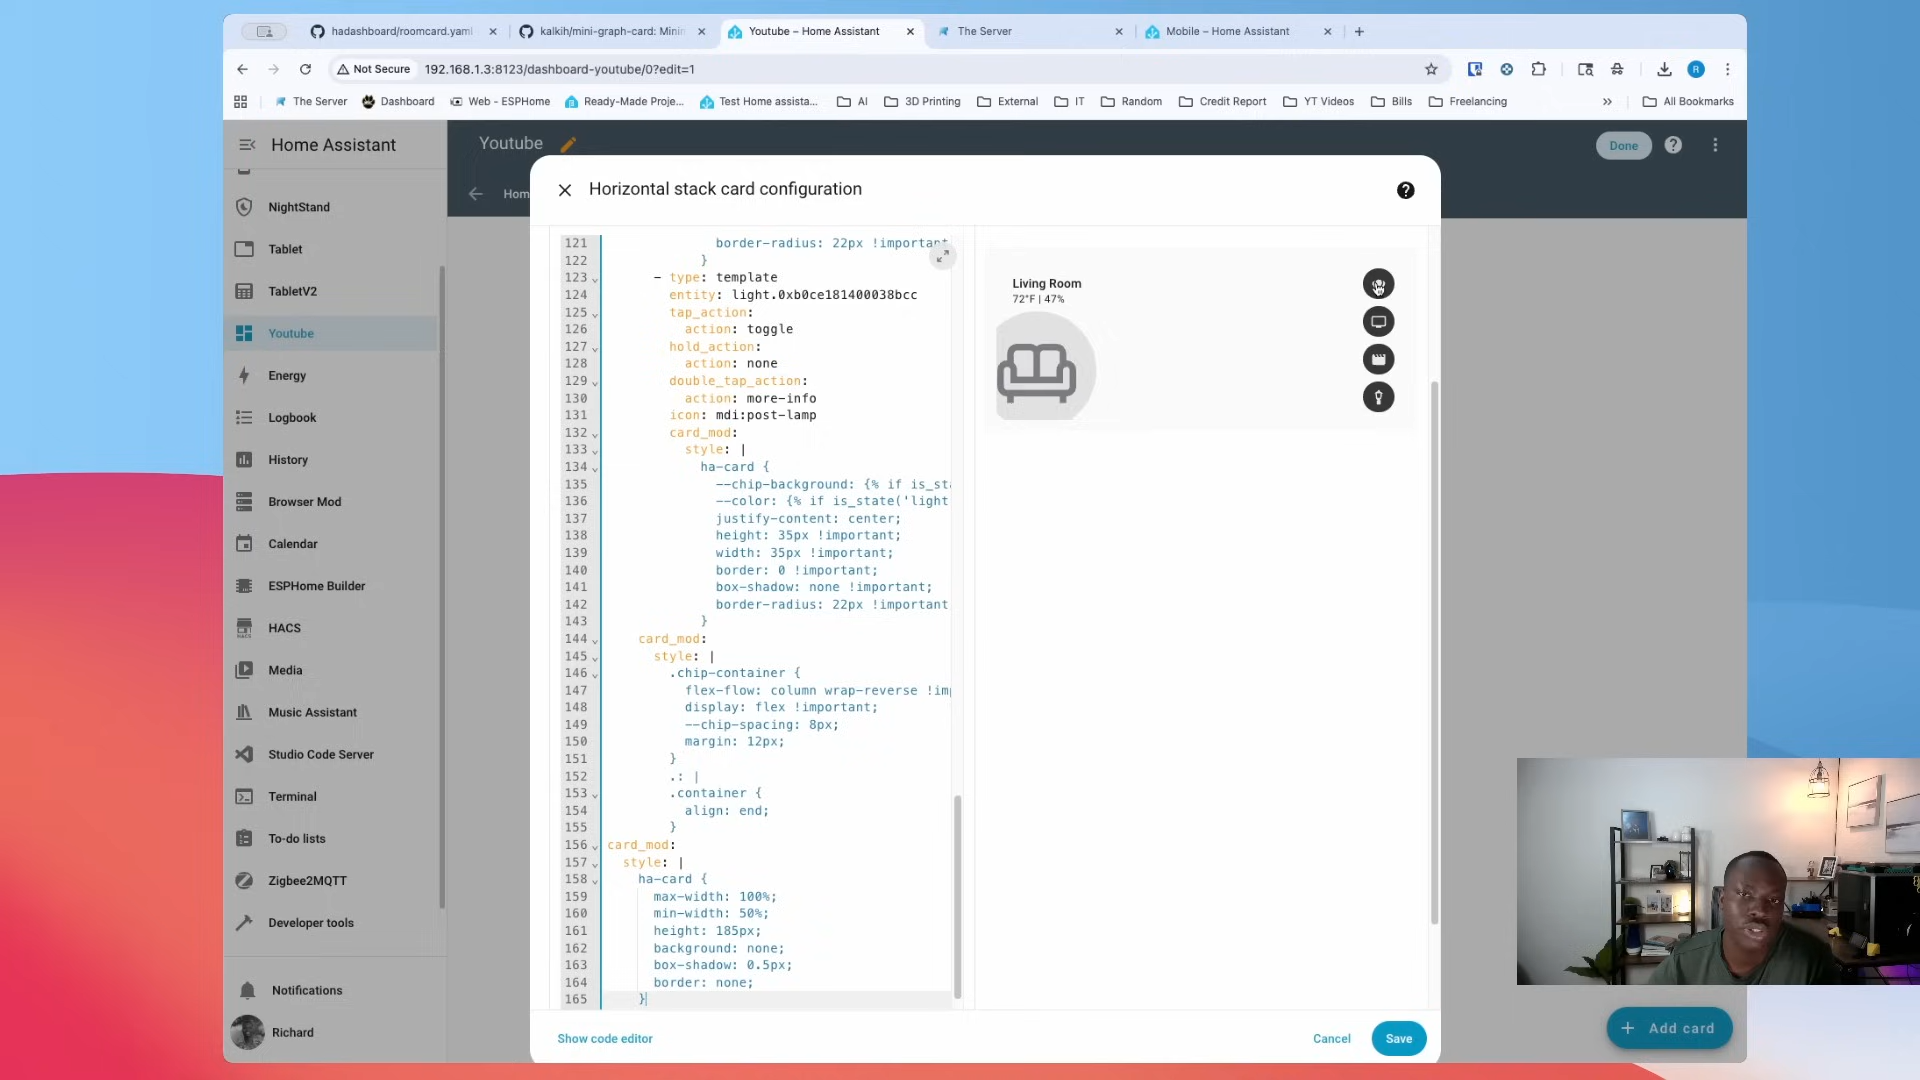 hadashboard/roomcard.yaml
kalkih/mini-graph-card: Minim
Youtube – Home Assistant
The Server
Mobile – Home Assistant
Not Secure
192.168.1.3:8123/dashboard-youtube/0?edit=1
R
The Server
Dashboard
Web - ESPHome
Ready-Made Proje...
Test Home assista...
AI
3D Printing
External
IT
Random
Credit Report
YT Videos
Bills
Freelancing
All Bookmarks
Home Assistant
NightStand
Tablet
TabletV2
Youtube
Energy
Logbook
History
Browser Mod
Calendar
ESPHome Builder
HACS
Media
Music Assistant
Studio Code Server
Terminal
To-do lists
Zigbee2MQTT
Developer tools
Notifications
Richard
Youtube
Done
Hom
Horizontal stack card configuration
121 border-radius: 22px !important
122 }
123 - type: template
124 entity: light.0xb0ce181400038bcc
125 tap_action:
126 action: toggle
127 hold_action:
128 action: none
129 double_tap_action:
130 action: more-info
131 icon: mdi:post-lamp
132 card_mod:
133 style: |
134 ha-card {
135 --chip-background: {% if is_sta
136 --color: {% if is_state('light
137 justify-content: center;
138 height: 35px !important;
139 width: 35px !important;
140 border: 0 !important;
141 box-shadow: none !important;
142 border-radius: 22px !important
143 }
144 card_mod:
145 style: |
146 .chip-container {
147 flex-flow: column wrap-reverse !imp
148 display: flex !important;
149 --chip-spacing: 8px;
150 margin: 12px;
151 }
152 .: |
153 .container {
154 align: end;
155 }
156 card_mod:
157 style: |
158 ha-card {
159 max-width: 100%;
160 min-width: 50%;
161 height: 185px;
162 background: none;
163 box-shadow: 0.5px;
164 border: none;
165 }
Living Room
72°F | 47%
Show code editor
Cancel
Save
+ Add card